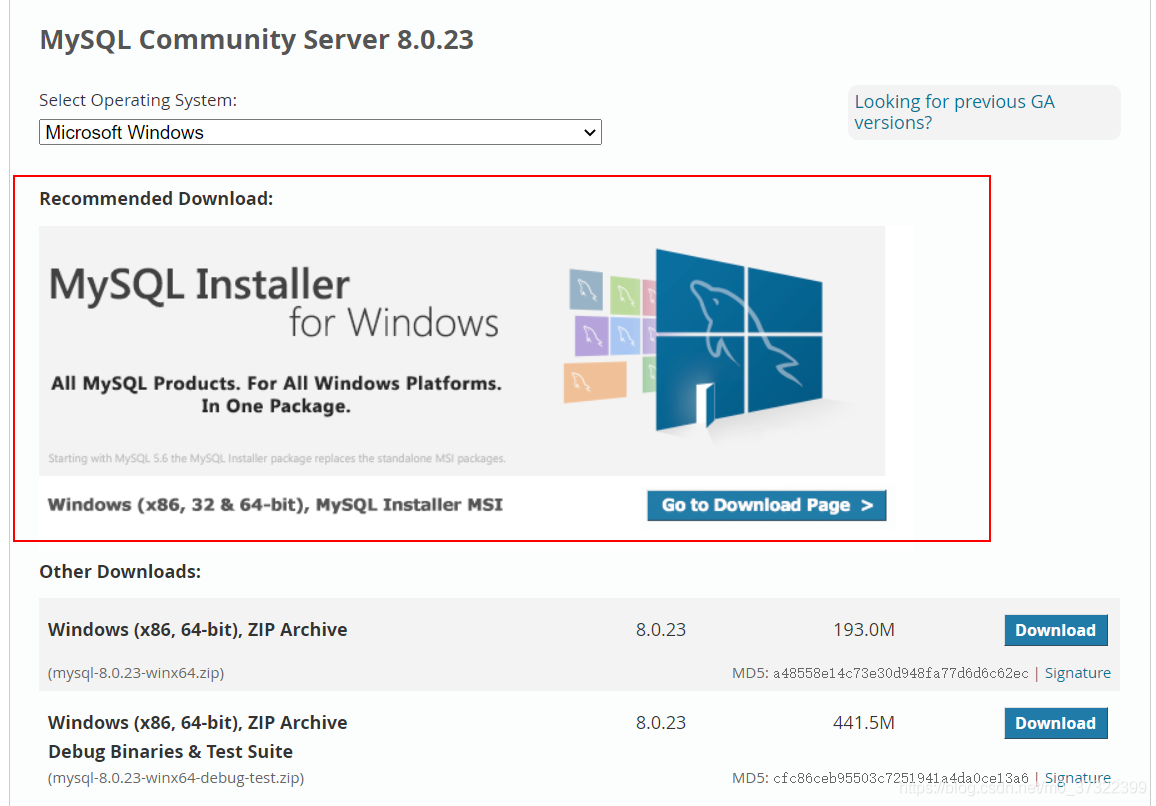 MySQL Community Server 8.0.23
Select Operating System:
Looking for previous GA
versions?
Microsoft Windows
Recommended Download:
MySQL Installer
for Windows
All MySQL Products. For All Windows Platforms.
In One Package.
Starting with MySQL 5.6 the MySQL Installer package replaces the standalone MSI packages.
Windows (x86, 32 & 64-bit), MySQL Installer MSI
Go to Download Page >
Other Downloads:
Windows (x86, 64-bit), ZIP Archive 8.0.23 193.0M Download
(mysql-8.0.23-winx64.zip) MD5: a48558e14c73e30d948fa77d6d6c62ec | Signature
Windows (x86, 64-bit), ZIP Archive 8.0.23 441.5M Download
Debug Binaries & Test Suite
(mysql-8.0.23-winx64-debug-test.zip) MD5: cfc86ceb95503c7251941a4da0ce13a6 | Signature
https://blog.csdn.net/m0_37322399